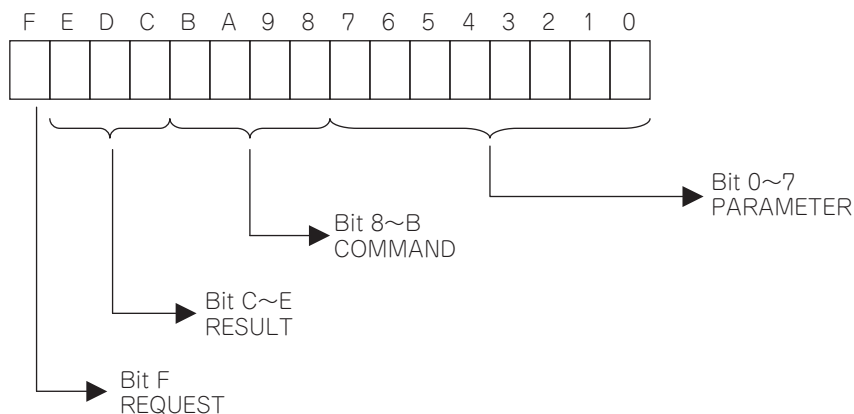 F E D C B A 9 8 7 6 5 4 3 2 1 0
Bit 0～7
PARAMETER
Bit 8～B
COMMAND
Bit C～E
RESULT
Bit F
REQUEST